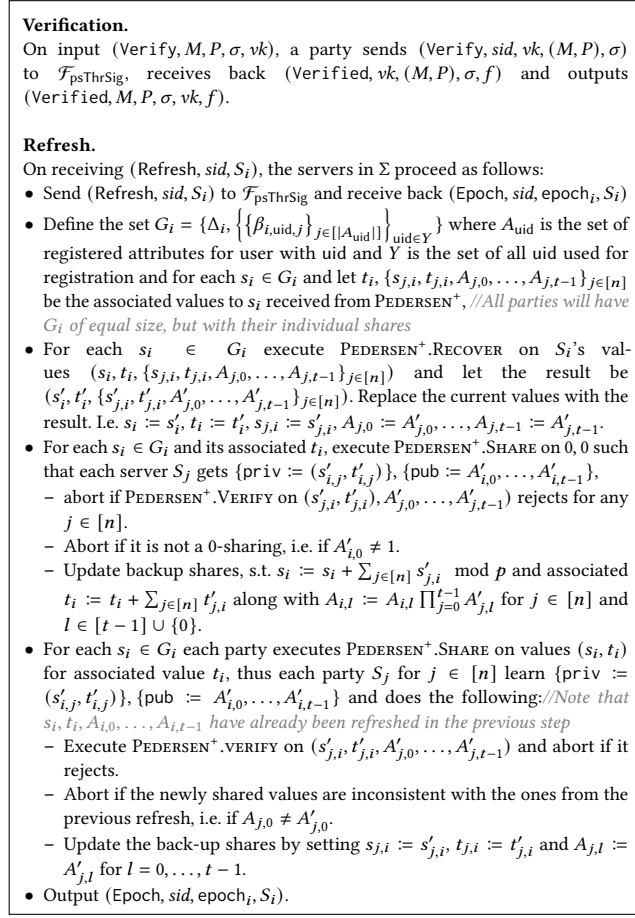 Verification.
On input (Verify, M, P, σ, vk), a party sends (Verify, sid, vk, (M, P), σ)
to ℱ_psThrSig, receives back (Verified, vk, (M, P), σ, f) and outputs
(Verified, M, P, σ, vk, f).
Refresh.
On receiving (Refresh, sid, S_i), the servers in Σ proceed as follows:
• Send (Refresh, sid, S_i) to ℱ_psThrSig and receive back (Epoch, sid, epoch_i, S_i)
• Define the set G_i = {Δ_i, {{β_{i,uid,j}}_{j∈[|A_uid|]}}_{uid∈Y}} where A_uid is the set of
registered attributes for user with uid and Y is the set of all uid used for
registration and for each s_i ∈ G_i and let t_i, {s_{j,i}, t_{j,i}, A_{j,0}, . . . , A_{j,t−1}}_{j∈[n]}
be the associated values to s_i received from PEDERSEN⁺, //All parties will have
G_i of equal size, but with their individual shares
• For each s_i ∈ G_i execute PEDERSEN⁺.RECOVER on S_i's val-
ues (s_i, t_i, {s_{j,i}, t_{j,i}, A_{j,0}, . . . , A_{j,t−1}}_{j∈[n]}) and let the result be
(s′_i, t′_i, {s′_{j,i}, t′_{j,i}, A′_{j,0}, . . . , A′_{j,t−1}}_{j∈[n]}). Replace the current values with the
result. I.e. s_i := s′_i, t_i := t′_i, s_{j,i} := s′_{j,i}, A_{j,0} := A′_{j,0}, . . . , A_{j,t−1} := A′_{j,t−1}.
• For each s_i ∈ G_i and its associated t_i, execute PEDERSEN⁺.SHARE on 0, 0 such
that each server S_j gets {priv := (s′_{i,j}, t′_{i,j})}, {pub := A′_{i,0}, . . . , A′_{i,t−1}},
– abort if PEDERSEN⁺.VERIFY on (s′_{j,i}, t′_{j,i}), A′_{j,0}, . . . , A′_{j,t−1}) rejects for any
j ∈ [n].
– Abort if it is not a 0-sharing, i.e. if A′_{i,0} ≠ 1.
– Update backup shares, s.t. s_i := s_i + ∑_{j∈[n]} s′_{j,i} mod p and associated
t_i := t_i + ∑_{j∈[n]} t′_{j,i} along with A_{i,l} := A_{i,l} ∏_{j=0}^{t−1} A′_{j,l} for j ∈ [n] and
l ∈ [t − 1] ∪ {0}.
• For each s_i ∈ G_i each party executes PEDERSEN⁺.SHARE on values (s_i, t_i)
for associated value t_i, thus each party S_j for j ∈ [n] learn {priv :=
(s′_{i,j}, t′_{i,j})}, {pub := A′_{i,0}, . . . , A′_{i,t−1}} and does the following://Note that
s_i, t_i, A_{i,0}, . . . , A_{i,t−1} have already been refreshed in the previous step
– Execute PEDERSEN⁺.VERIFY on (s′_{j,i}, t′_{j,i}, A′_{j,0}, . . . , A′_{j,t−1}) and abort if it
rejects.
– Abort if the newly shared values are inconsistent with the ones from the
previous refresh, i.e. if A_{j,0} ≠ A′_{j,0}.
– Update the back-up shares by setting s_{j,i} := s′_{j,i}, t_{j,i} := t′_{j,i} and A_{j,l} :=
A′_{j,l} for l = 0, . . . , t − 1.
• Output (Epoch, sid, epoch_i, S_i).